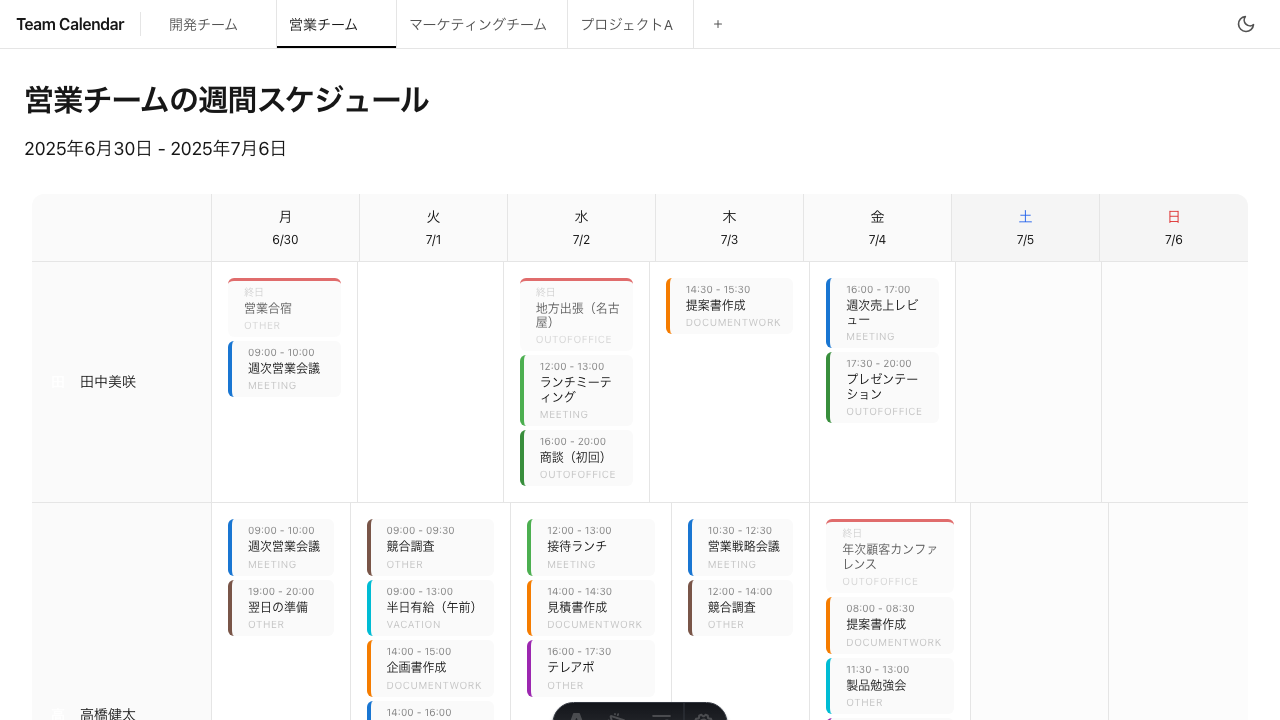 Team Calendar
開発チーム
営業チーム
マーケティングチーム
プロジェクトA
+
営業チームの週間スケジュール
2025年6月30日 - 2025年7月6日
月
6/30
火
7/1
水
7/2
木
7/3
金
7/4
土
7/5
日
7/6
田中美咲
終日
営業合宿
OTHER
09:00 - 10:00
週次営業会議
MEETING
終日
地方出張（名古
屋）
OUTOFOFFICE
12:00 - 13:00
ランチミーテ
ィング
MEETING
16:00 - 20:00
商談（初回）
OUTOFOFFICE
14:30 - 15:30
提案書作成
DOCUMENTWORK
16:00 - 17:00
週次売上レビ
ュー
MEETING
17:30 - 20:00
プレゼンテー
ション
OUTOFOFFICE
高橋健太
09:00 - 10:00
週次営業会議
MEETING
19:00 - 20:00
翌日の準備
OTHER
09:00 - 09:30
競合調査
OTHER
09:00 - 13:00
半日有給（午前）
VACATION
14:00 - 15:00
企画書作成
DOCUMENTWORK
14:00 - 16:00
12:00 - 13:00
接待ランチ
MEETING
14:00 - 14:30
見積書作成
DOCUMENTWORK
16:00 - 17:30
テレアポ
OTHER
10:30 - 12:30
営業戦略会議
MEETING
12:00 - 14:00
競合調査
OTHER
終日
年次顧客カンファ
レンス
OUTOFOFFICE
08:00 - 08:30
提案書作成
DOCUMENTWORK
11:30 - 13:00
製品勉強会
OTHER